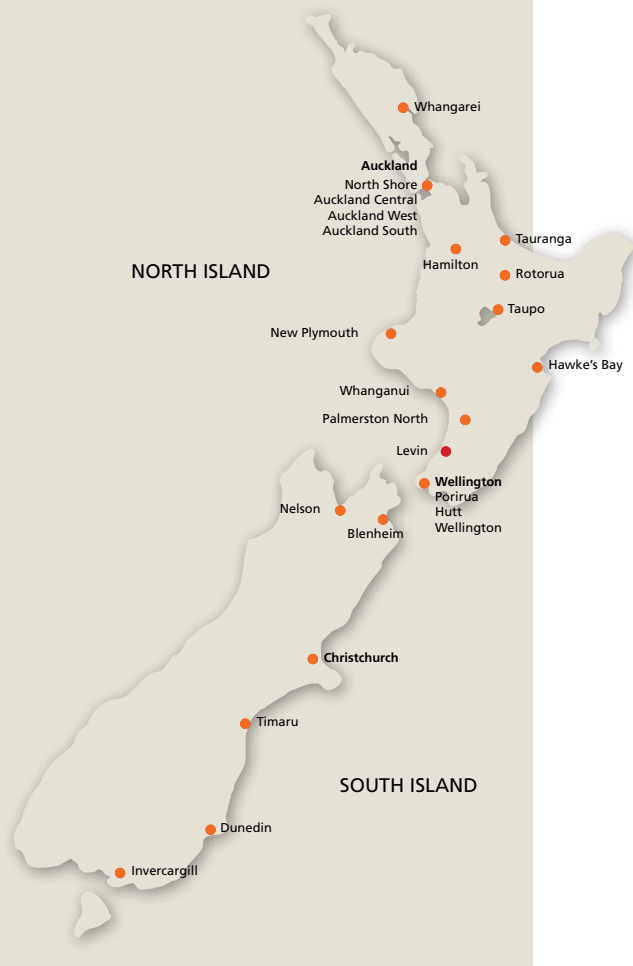 Whangarei
Auckland
North Shore
Auckland Central
Auckland West
Auckland South
Tauranga
Hamilton
NORTH ISLAND
Rotorua
Taupo
New Plymouth
Hawke's Bay
Whanganui
Palmerston North
Levin
Wellington
Porirua
Hutt
Wellington
Nelson
Blenheim
Christchurch
Timaru
SOUTH ISLAND
Dunedin
Invercargill